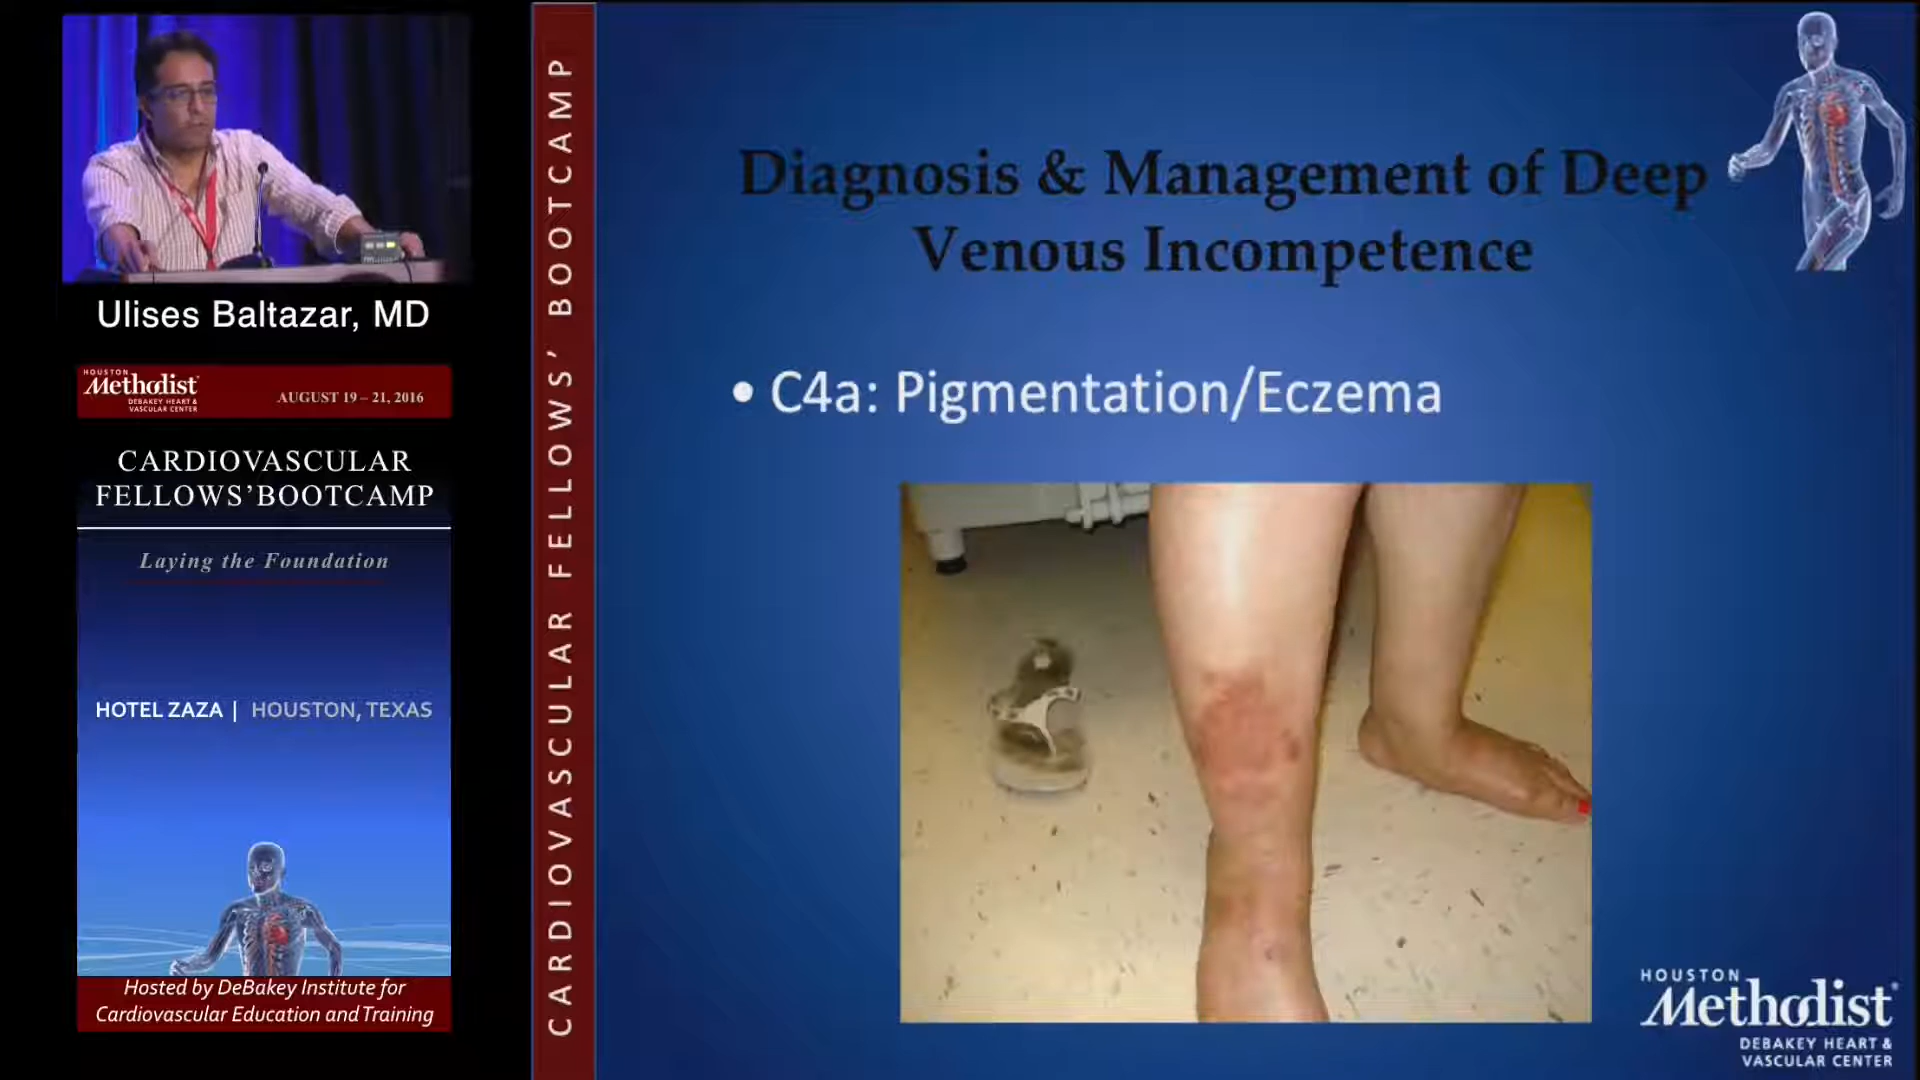 Ulises Baltazar, MD
HOUSTON
Methodist
DEBAKEY HEART &
VASCULAR CENTER
AUGUST 19 – 21, 2016
CARDIOVASCULAR
FELLOWS’BOOTCAMP
Laying the Foundation
HOTEL ZAZA | HOUSTON, TEXAS
Hosted by DeBakey Institute for
Cardiovascular Education and Training
CARDIOVASCULAR FELLOWS’ BOOTCAMP
Diagnosis & Management of Deep
Venous Incompetence
• C4a: Pigmentation/Eczema
HOUSTON
Methodist
DEBAKEY HEART &
VASCULAR CENTER